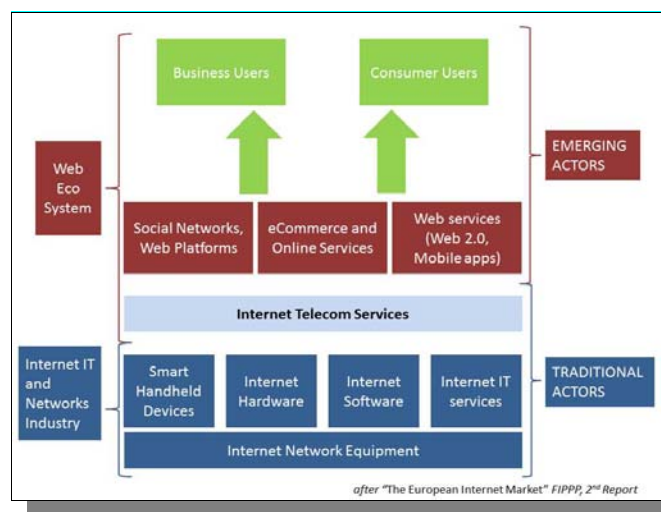 Business Users
Consumer Users
Web
Eco
System
EMERGING
ACTORS
Social Networks,
Web Platforms
eCommerce and
Online Services
Web services
(Web 2.0,
Mobile apps)
Internet Telecom Services
Internet IT
and
Networks
Industry
Smart
Handheld
Devices
Internet
Hardware
Internet
Software
Internet IT
services
TRADITIONAL
ACTORS
Internet Network Equipment
after "The European Internet Market" FIPPP, 2nd Report